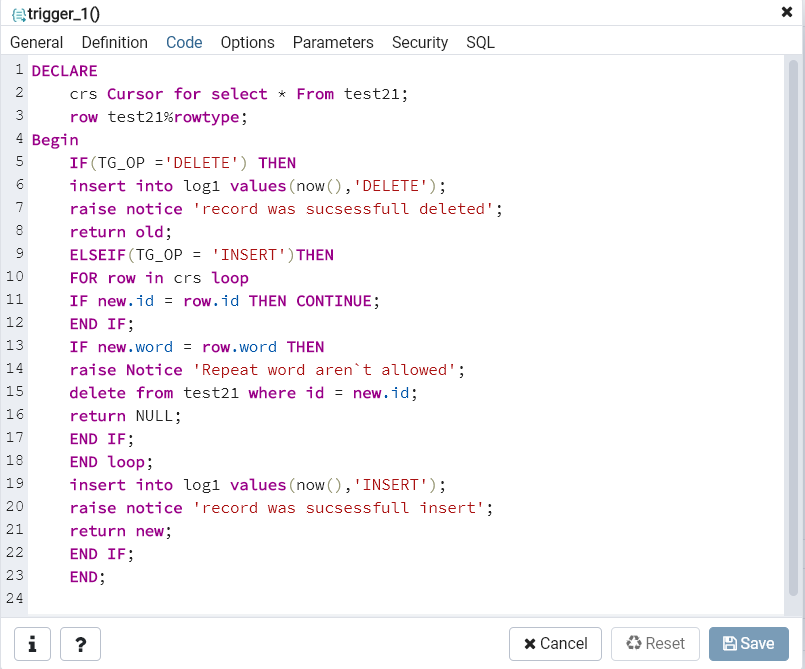 trigger_1()
General Definition Code Options Parameters Security SQL
1 DECLARE
2 crs Cursor for select * From test21;
3 row test21%rowtype;
4 Begin
5 IF(TG_OP ='DELETE') THEN
6 insert into log1 values(now(),'DELETE');
7 raise notice 'record was sucsessfull deleted';
8 return old;
9 ELSEIF(TG_OP = 'INSERT')THEN
10 FOR row in crs loop
11 IF new.id = row.id THEN CONTINUE;
12 END IF;
13 IF new.word = row.word THEN
14 raise Notice 'Repeat word aren`t allowed';
15 delete from test21 where id = new.id;
16 return NULL;
17 END IF;
18 END loop;
19 insert into log1 values(now(),'INSERT');
20 raise notice 'record was sucsessfull insert';
21 return new;
22 END IF;
23 END;
24
i ? Cancel Reset Save